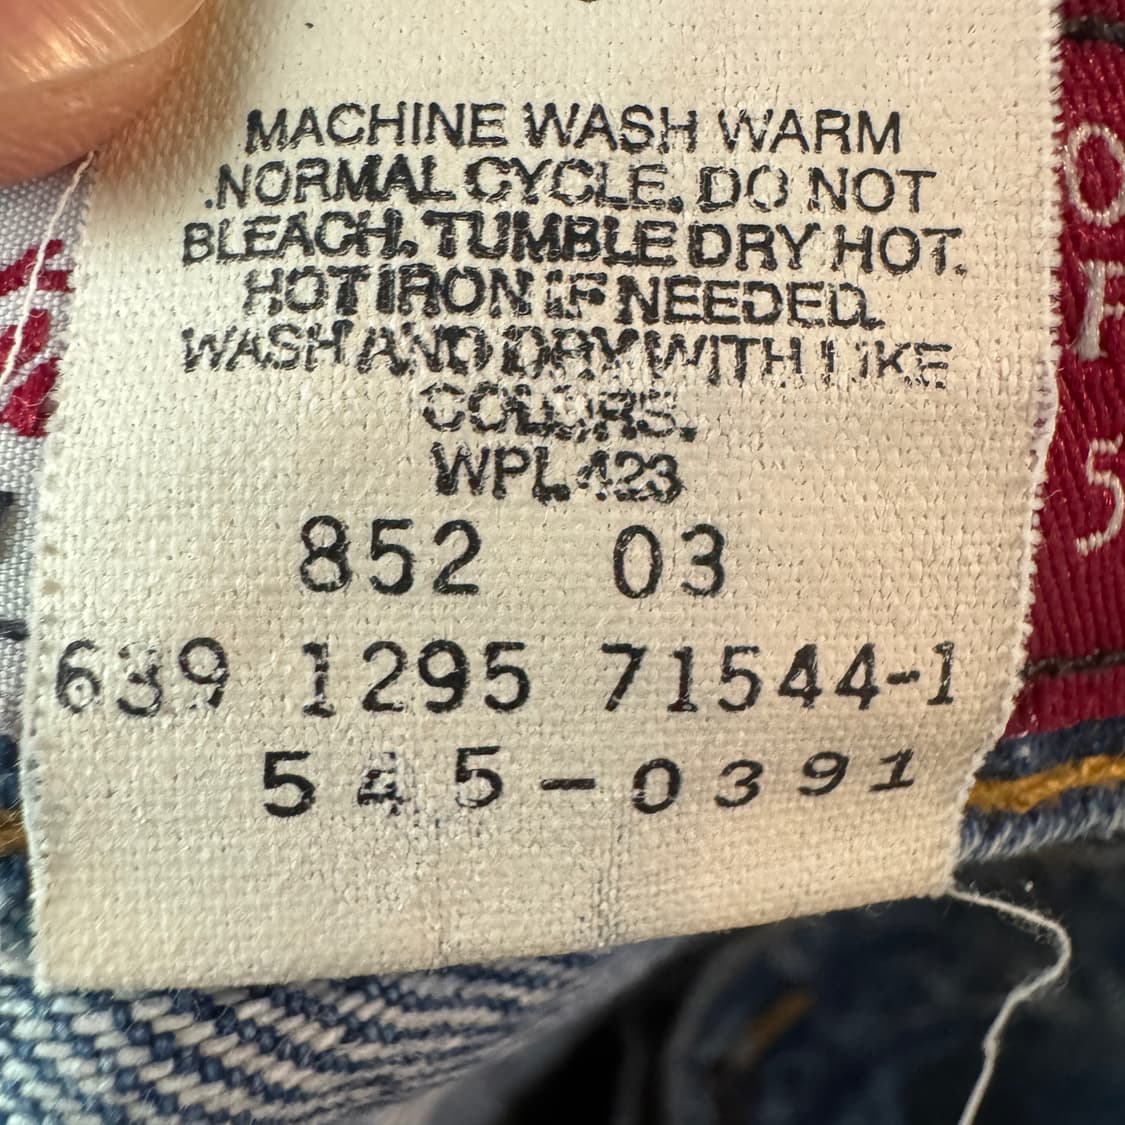 MACHINE WASH WARM
NORMAL CYCLE. DO NOT
BLEACH. TUMBLE DRY HOT.
HOT IRON IF NEEDED.
WASH AND DRY WITH LIKE
COLORS.
WPL 423
852 03
639 1295 71544-1
545-0391